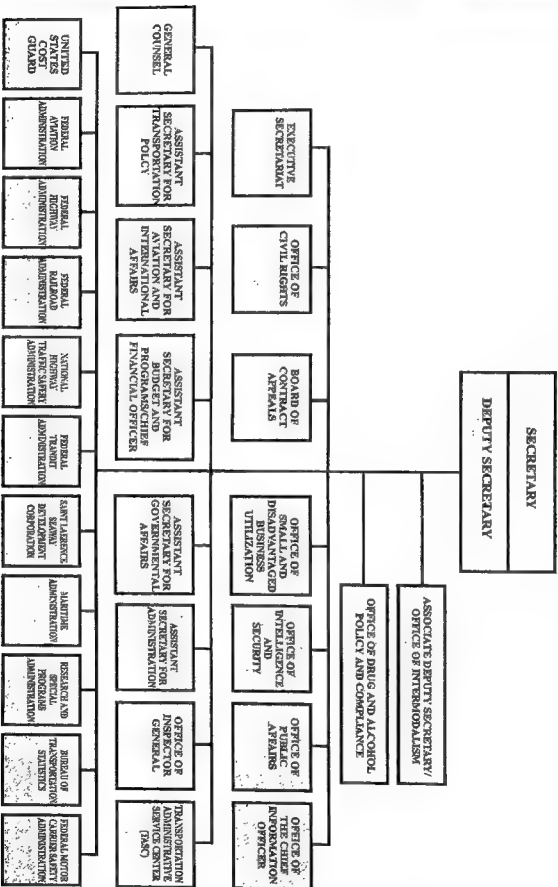 SECRETARY
DEPUTY SECRETARY
ASSOCIATE DEPUTY SECRETARY/
OFFICE OF INTERMODALISM
OFFICE OF DRUG AND ALCOHOL
POLICY AND COMPLIANCE
EXECUTIVE
SECRETARIAT
OFFICE OF
CIVIL RIGHTS
BOARD OF
CONTRACT
APPEALS
OFFICE OF
SMALL AND
DISADVANTAGED
BUSINESS
UTILIZATION
OFFICE OF
INTELLIGENCE
AND
SECURITY
OFFICE OF
PUBLIC
AFFAIRS
OFFICE OF
THE CHIEF
INFORMATION
OFFICER
GENERAL
COUNSEL
ASSISTANT
SECRETARY FOR
TRANSPORTATION
POLCY
ASSISTANT
SECRETARY FOR
AVIATION AND
INTERNATIONAL
AFFAIRS
ASSISTANT
SECRETARY FOR
BUDGET AND
PROGRAMS/CHIEF
FINANCIAL OFFICER
ASSISTANT
SECRETARY FOR
GOVERNMENTAL
AFFAIRS
ASSISTANT
SECRETARY FOR
ADMINISTRATION
OFFICE OF
INSPECTOR
GENERAL
TRANSPORTATION
ADMINISTRATIVE
SERVICE CENTER
(TASC)
UNITED
STATES
COST
GUARD
FEDERAL
AVIATION
ADMINISTRATION
FEDERAL
HIGHWAY
ADMINISTRATION
FEDERAL
RAILROAD
ADMINISTRATION
NATIONAL
HIGHWAY
TRAFFIC SAFERY
ADMINISTRATION
FEDERAL
TRANSIT
ADMINISTRATION
SAINT LAERENCE
SEAWAY
DEVELOPMENT
CORPORATION
MARITIME
ADMINISTRATION
RESEARCH AND
SPECIAL
PROGRAMS
ADMINISTRATION
BUREAU OF
TRANSPORTATION
STATISTICS
FEDERAL MOTOR
CARRIER SAFETY
ADMINISTRATION